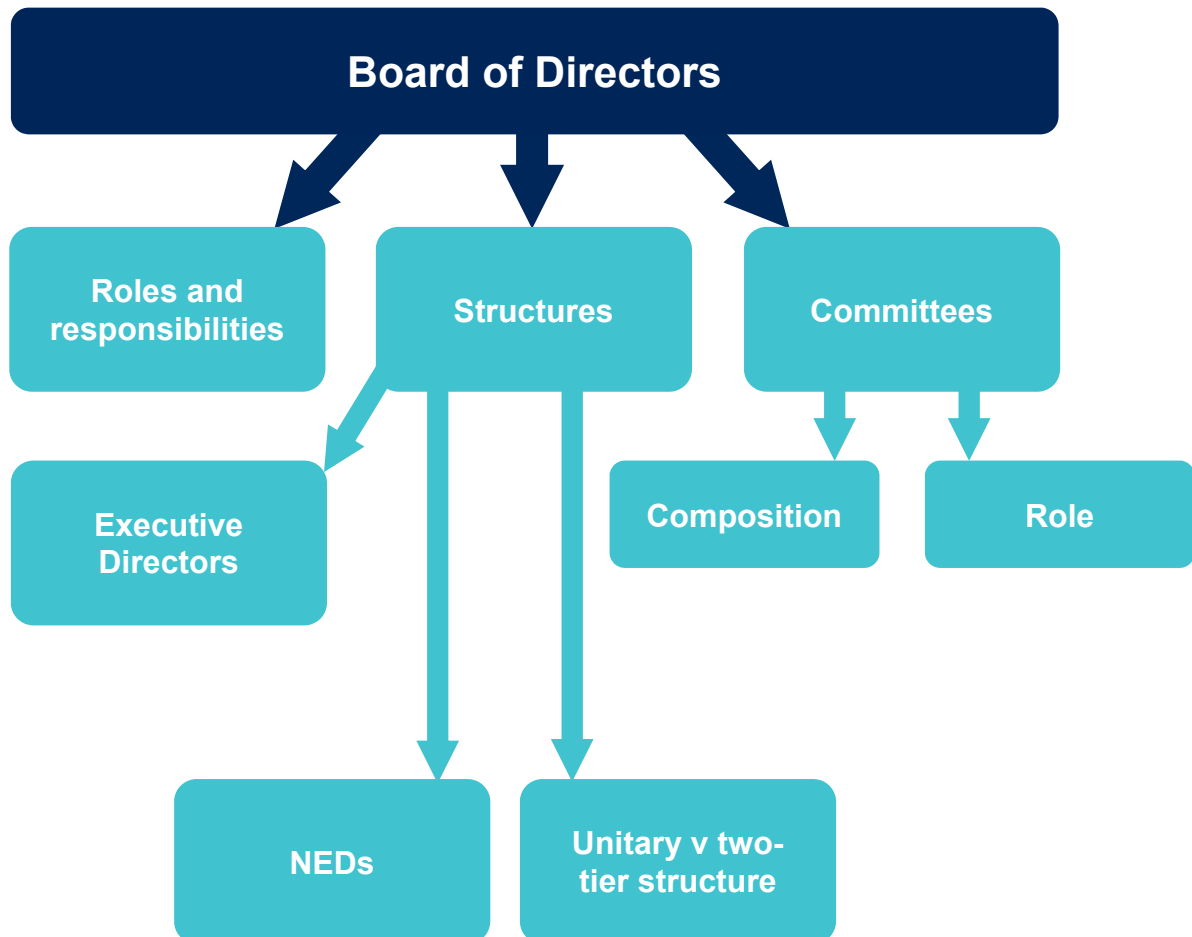 Board of Directors
Roles and
responsibilities
Structures
Committees
Executive
Directors
Composition
Role
NEDs
Unitary v two-
tier structure